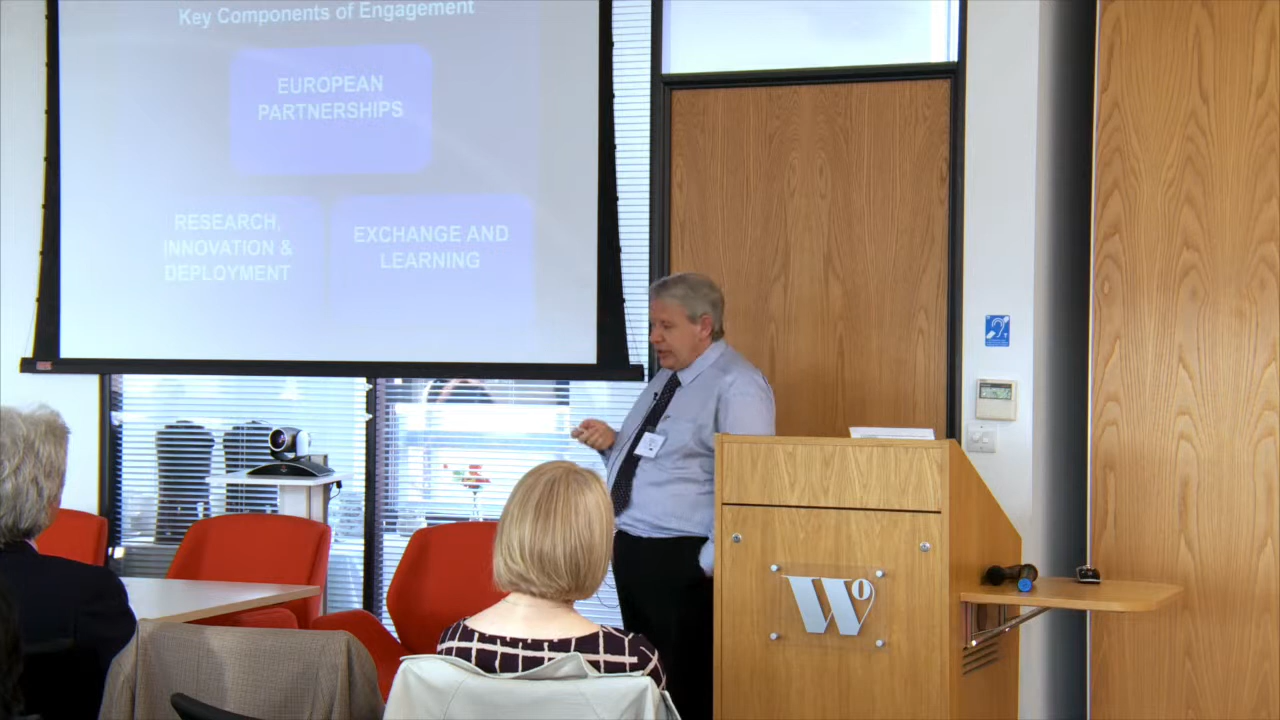 Key Components of Engagement
EUROPEAN
PARTNERSHIPS
RESEARCH,
INNOVATION &
DEPLOYMENT
EXCHANGE AND
LEARNING